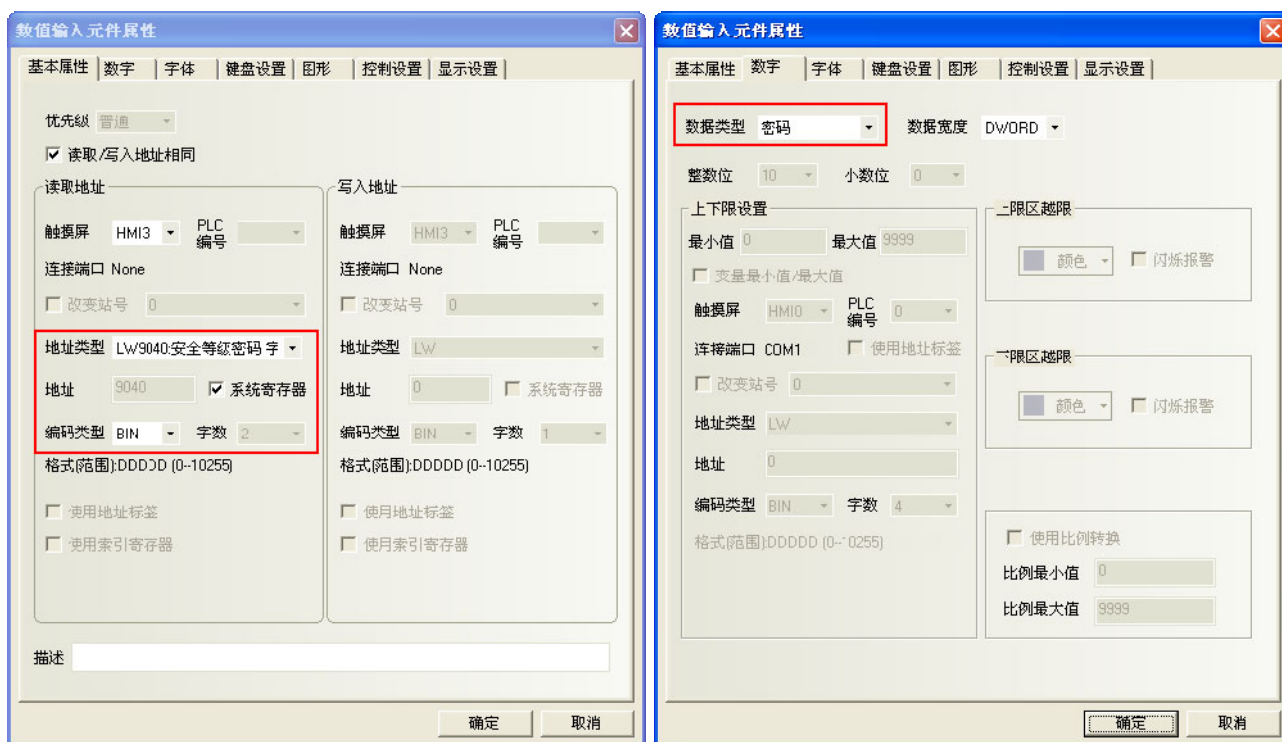 数值输入元件属性
基本属性 数字 字体 键盘设置 图形 控制设置 显示设置
优先级 普通
读取/写入地址相同
读取地址
触摸屏 HMI3 PLC编号
连接端口 None
改变站号 0
地址类型 LW9040:安全等级密码 字
地址 9040 系统寄存器
编码类型 BIN 字数 2
格式(范围):DDDDD (0--10255)
使用地址标签
使用索引寄存器
写入地址
触摸屏 HMI3 PLC编号
连接端口 None
改变站号 0
地址类型 LW
地址 0 系统寄存器
编码类型 BIN 字数 1
格式(范围):DDDDD (0--10255)
使用地址标签
使用索引寄存器
描述
确定 取消
数值输入元件属性
基本属性 数字 字体 键盘设置 图形 控制设置 显示设置
数据类型 密码 数据宽度 DWORD
整数位 10 小数位 0
上下限设置
最小值 0 最大值 9999
变量最小值/最大值
触摸屏 HMI0 PLC编号 0
连接端口 COM1 使用地址标签
改变站号 0
地址类型 LW
地址 0
编码类型 BIN 字数 4
格式(范围):DDDDD (0--10255)
上限区越限
颜色 闪烁报警
下限区越限
颜色 闪烁报警
使用比例转换
比例最小值 0
比例最大值 9999
确定 取消